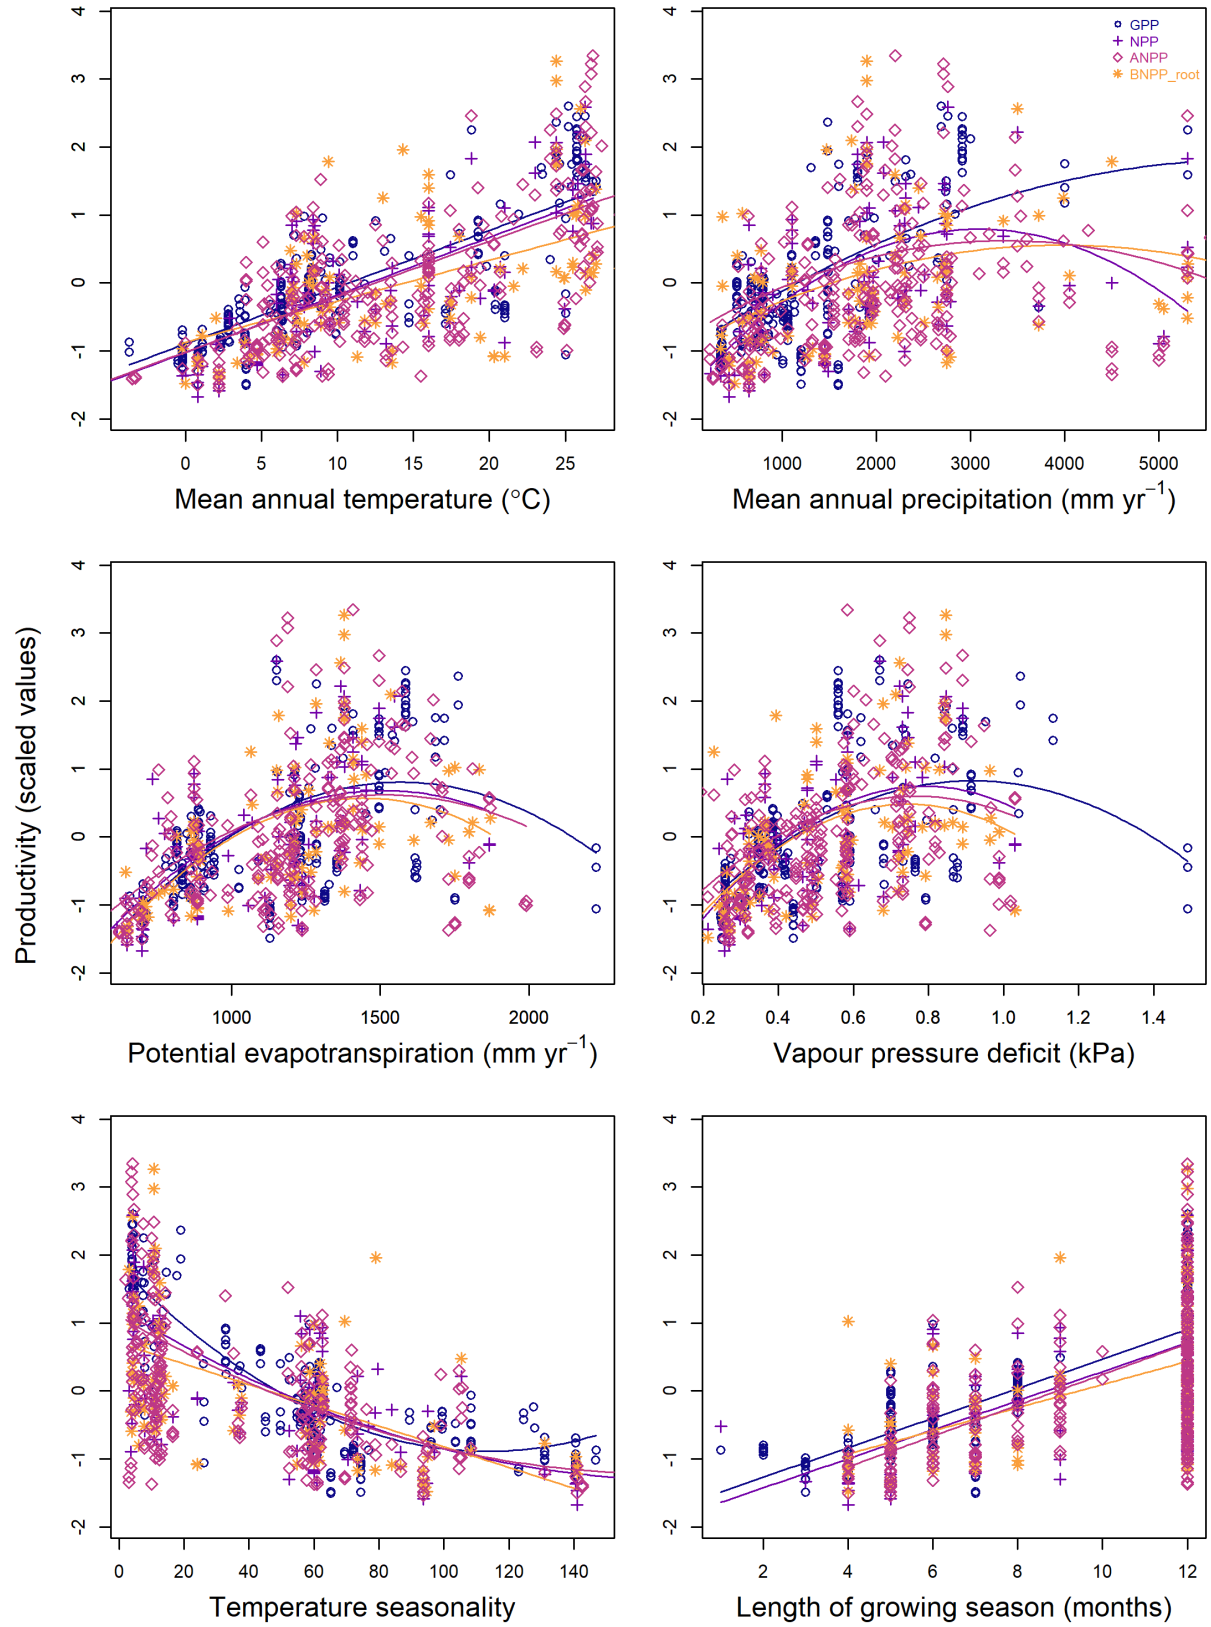 4
3
2
1
0
-1
-2
0 5 10 15 20 25
Mean annual temperature (°C)
4
3
2
1
0
-1
-2
GPP
NPP
ANPP
BNPP_root
1000 2000 3000 4000 5000
Mean annual precipitation (mm yr⁻¹)
Productivity (scaled values)
4
3
2
1
0
-1
-2
1000 1500 2000
Potential evapotranspiration (mm yr⁻¹)
4
3
2
1
0
-1
-2
0.2 0.4 0.6 0.8 1.0 1.2 1.4
Vapour pressure deficit (kPa)
4
3
2
1
0
-1
-2
0 20 40 60 80 100 120 140
Temperature seasonality
4
3
2
1
0
-1
-2
2 4 6 8 10 12
Length of growing season (months)